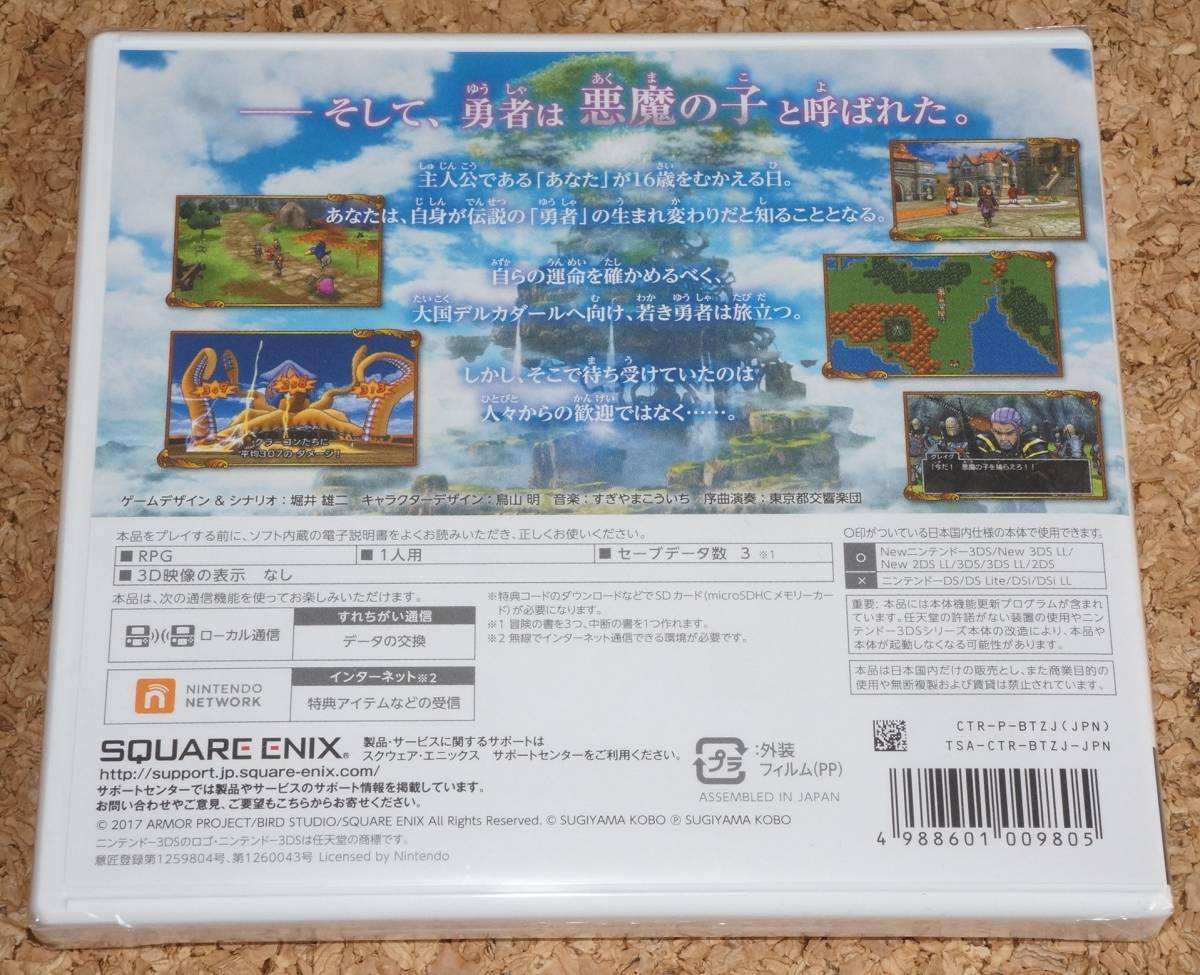 ── そして、勇者は 悪魔の子 と呼ばれた。
主人公である「あなた」が16歳をむかえる日。
あなたは、自身が伝説の「勇者」の生まれ変わりだと知ることとなる。
自らの運命を確かめるべく、
大国デルカダールへ向け、若き勇者は旅立つ。
しかし、そこで待ち受けていたのは
人々からの歓迎ではなく……。
クラーゴンたちに
平均307の ダメージ!
グレイグ
「今だ! 悪魔の子を捕らえろ!!
ゲームデザイン & シナリオ:堀井 雄二 キャラクターデザイン:鳥山 明 音楽:すぎやまこういち 序曲演奏:東京都交響楽団
本品をプレイする前に、ソフト内蔵の電子説明書をよくお読みいただき、正しくお使いください。
■RPG ■1人用 ■セーブデータ数 3 ※1
■3D映像の表示 なし
本品は、次の通信機能を使ってお楽しみいただけます。
ローカル通信
すれちがい通信
データの交換
NINTENDO
NETWORK
インターネット※2
特典アイテムなどの受信
※特典コードのダウンロードなどでSDカード(microSDHCメモリーカー
ド)が必要になります。
※1 冒険の書を3つ、中断の書を1つ作れます。
※2 無線でインターネット通信できる環境が必要です。
○印がついている日本国内仕様の本体で使用できます。
○ Newニンテンドー3DS/New 3DS LL/
New 2DS LL/3DS/3DS LL/2DS
× ニンテンドーDS/DS Lite/DSi/DSi LL
重要: 本品には本体機能更新プログラムが含まれ
ています。任天堂の許諾がない装置の使用やニン
テンドー3DSシリーズ本体の改造により、本品や
本体が起動しなくなる可能性があります。
本品は日本国内だけの販売とし、また商業目的の
使用や無断複製および賃貸は禁止されています。
SQUARE ENIX®
製品・サービスに関するサポートは
スクウェア・エニックス サポートセンターをご利用ください。
http://support.jp.square-enix.com/
サポートセンターでは製品やサービスのサポート情報を掲載しています。
お問い合わせやご意見、ご要望もこちらからお寄せください。
プラ
:外装
フィルム(PP)
ASSEMBLED IN JAPAN
CTR-P-BTZJ(JPN)
TSA-CTR-BTZJ-JPN
© 2017 ARMOR PROJECT/BIRD STUDIO/SQUARE ENIX All Rights Reserved. © SUGIYAMA KOBO ℗ SUGIYAMA KOBO
ニンテンドー3DSのロゴ・ニンテンドー3DSは任天堂の商標です。
意匠登録第1259804号、第1260043号 Licensed by Nintendo
4 988601 009805